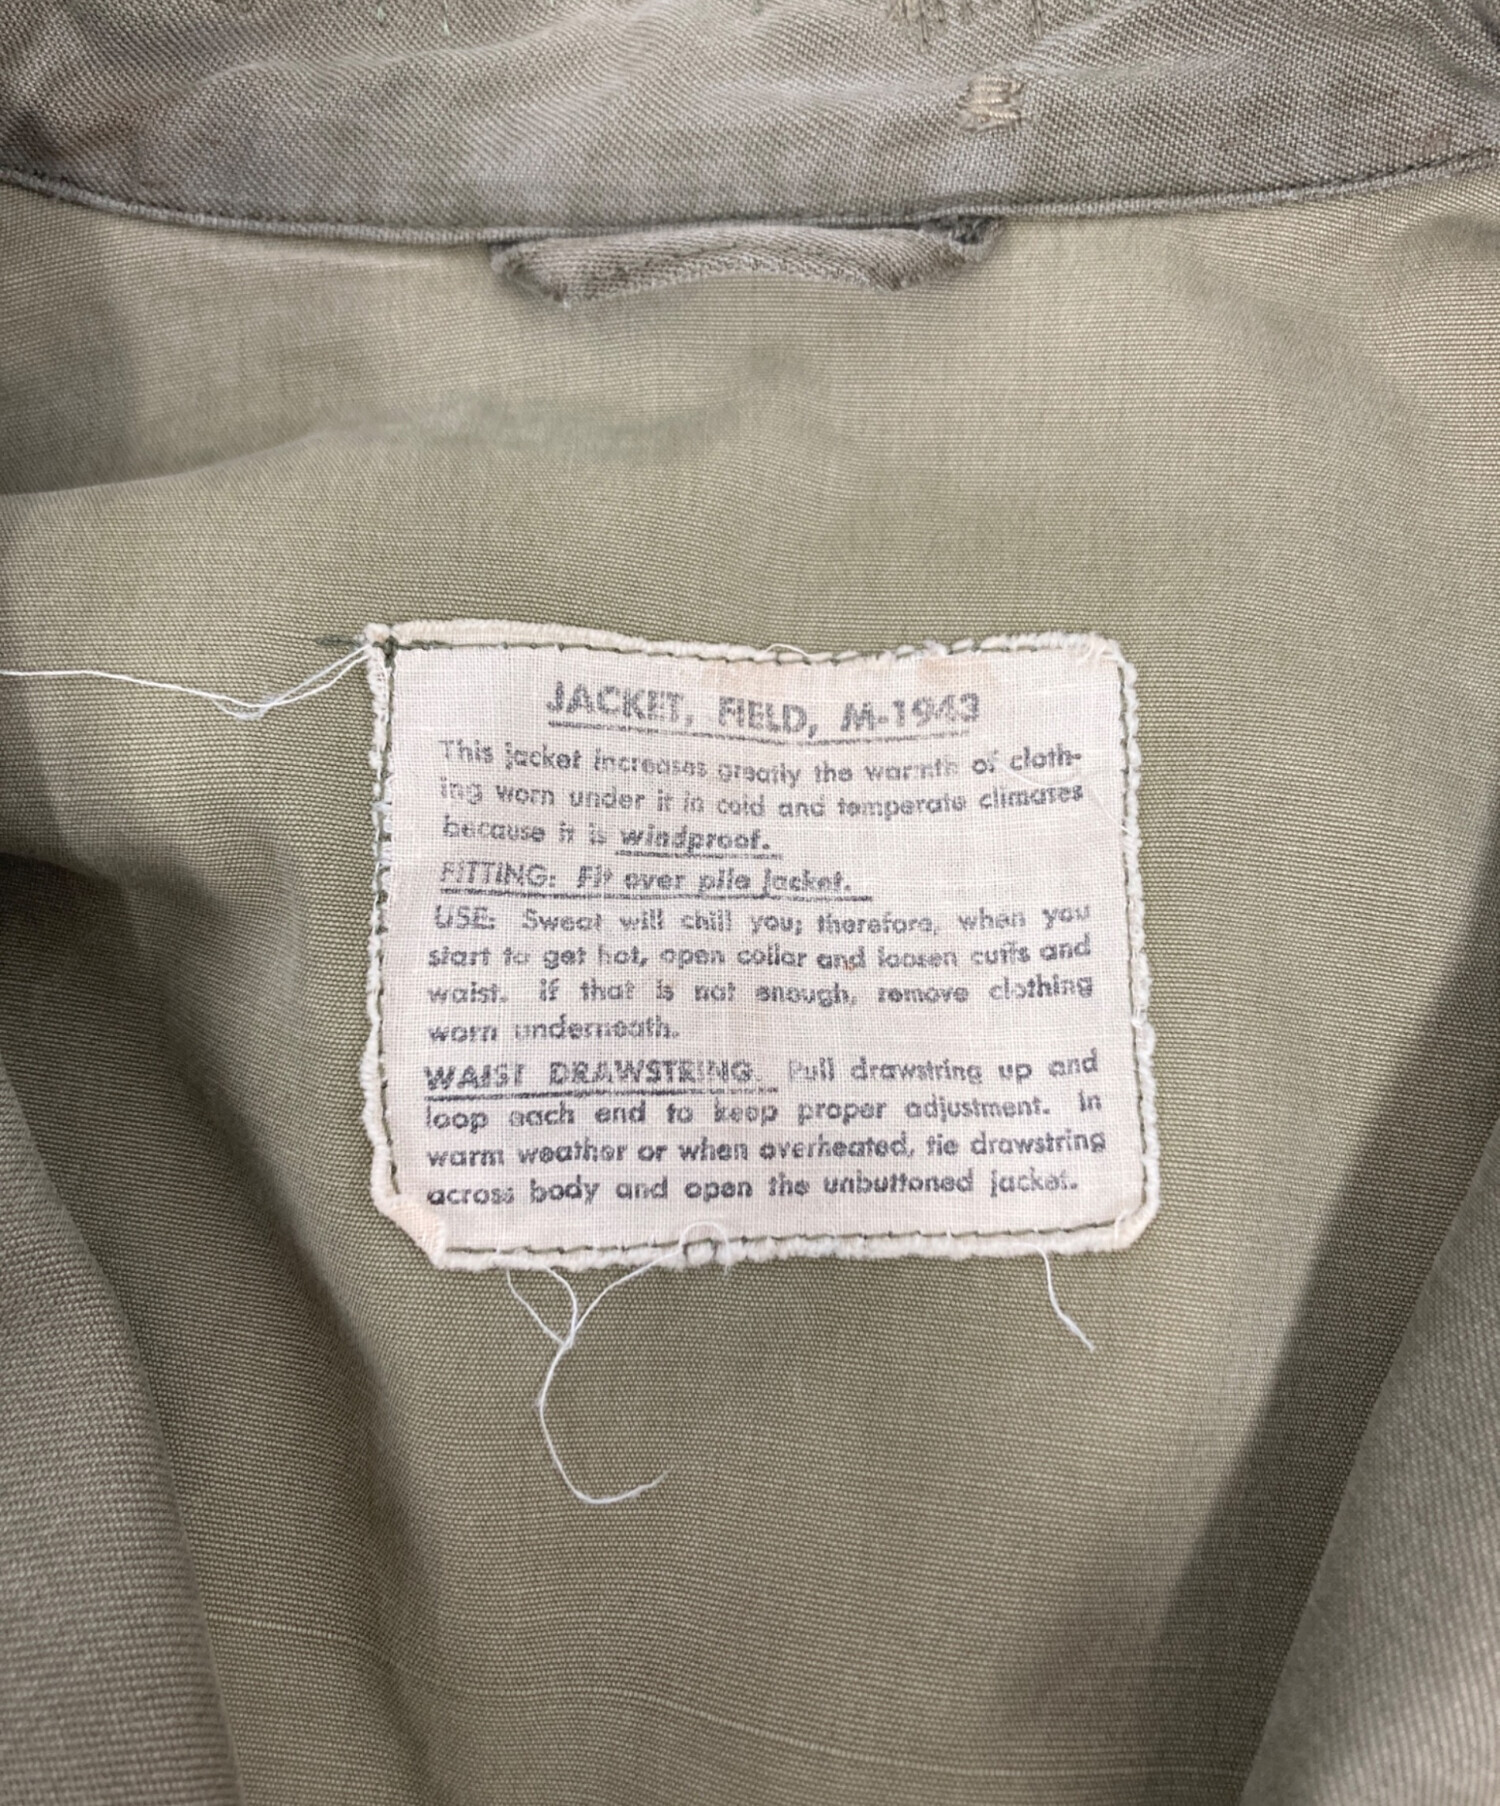 JACKET, FIELD, M-1943
This jacket increases greatly the warmth of cloth-
ing worn under it in cold and temperate climates
because it is windproof.
FITTING: Fit over pile jacket.
USE: Sweat will chill you; therefore, when you
start to get hot, open collar and loosen cuffs and
waist. If that is not enough, remove clothing
worn underneath.
WAIST DRAWSTRING. Pull drawstring up and
loop each end to keep proper adjustment. In
warm weather or when overheated, tie drawstring
across body and open the unbuttoned jacket.